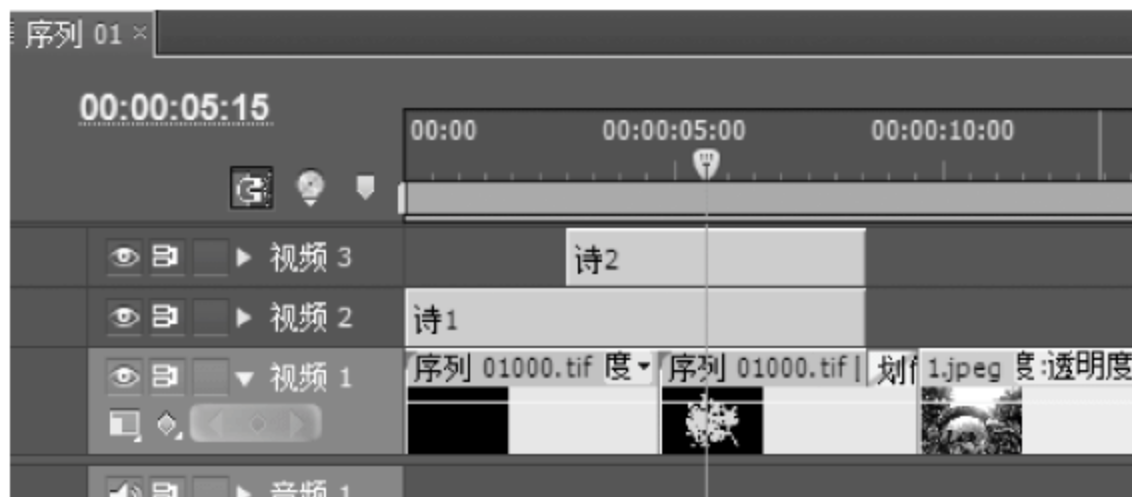 序列 01 ×
00:00:05:15
00:00 00:00:05:00 00:00:10:00
视频 3 诗2
视频 2 诗1
视频 1 序列 01000.tif 度 序列 01000.tif 划 1.jpeg 度:透明度
音频 1